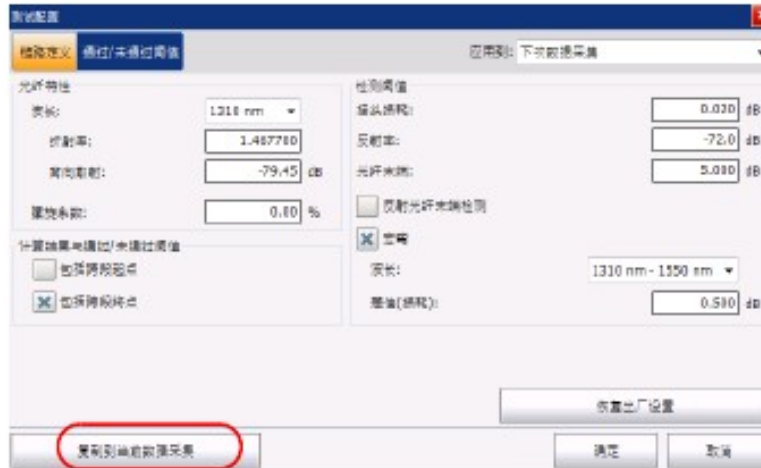 测试配置
链路定义 通过/未通过阈值 应用到: 下次数据采集
光纤特性
波长: 1310 nm
折射率: 1.467700
背向散射: -79.45 dB
螺旋系数: 0.00 %
计算结果与通过/未通过阈值
包括跨段起点
包括跨段终点
检测阈值
接头损耗: 0.020 dB
反射率: -72.0 dB
光纤末端: 5.000 dB
反射光纤末端检测
宏弯
波长: 1310 nm - 1550 nm
差值(损耗): 0.500 dB
恢复出厂设置
复制到当前数据采集 确定 取消